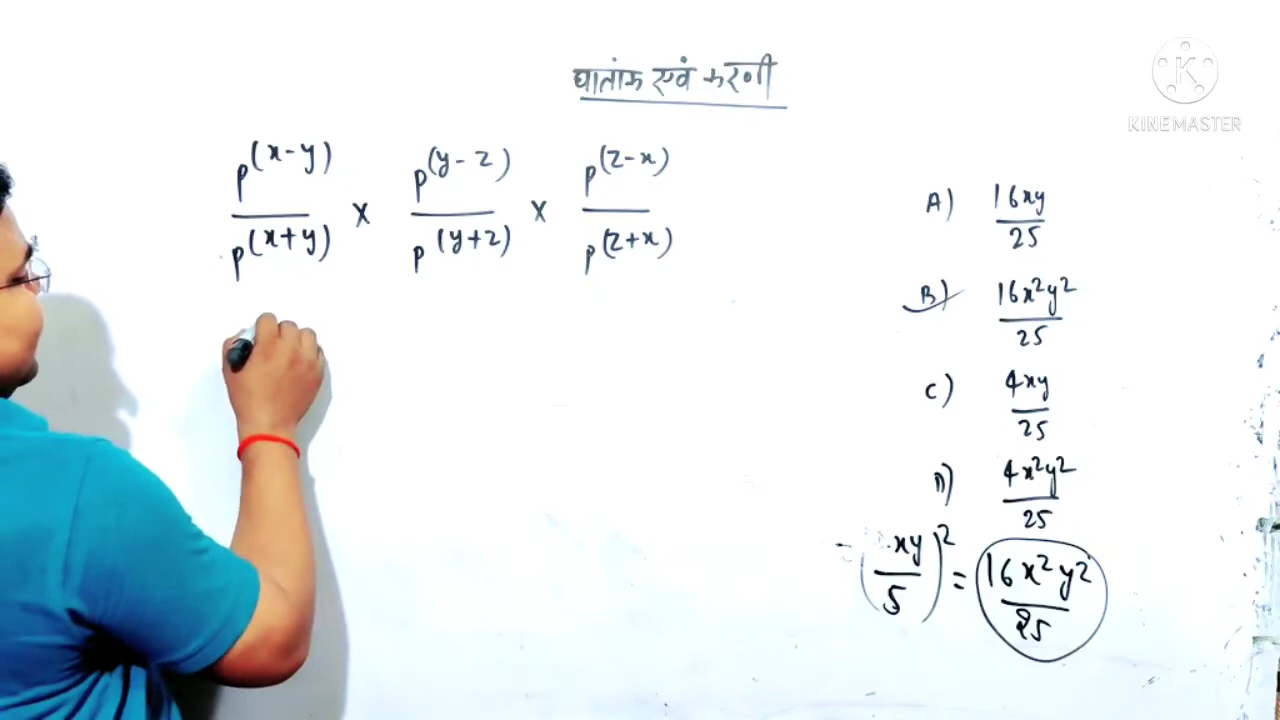 घातांक एवं करणी
KINEMASTER
p^(x-y) / p^(x+y) × p^(y-z) / p^(y+z) × p^(z-x) / p^(z+x)
A) 16xy / 25
B) 16x²y² / 25
C) 4xy / 25
D) 4x²y² / 25
( xy / 5 )² = 16x²y² / 25